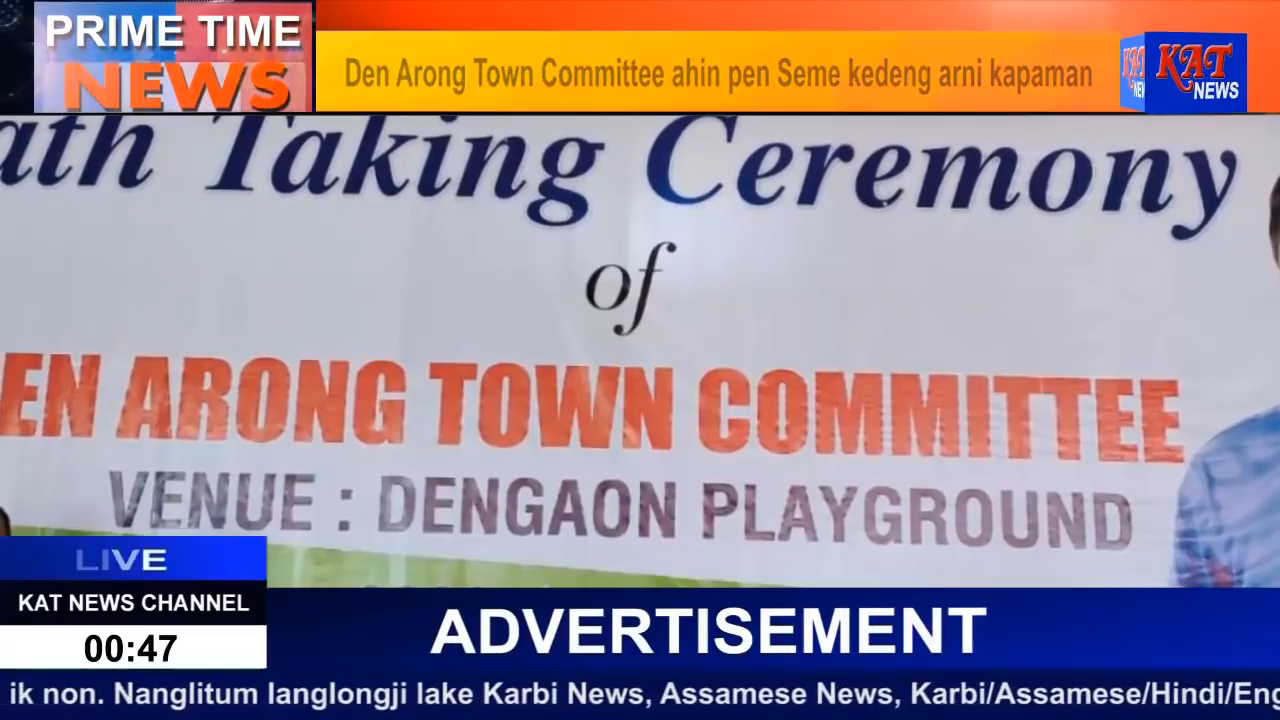 PRIME TIME
NEWS
Den Arong Town Committee ahin pen Seme kedeng arni kapaman
KAT
NEWS
ath Taking Ceremony
of
EN ARONG TOWN COMMITTEE
VENUE : DENGAON PLAYGROUND
LIVE
KAT NEWS CHANNEL
00:47
ADVERTISEMENT
ik non. Nanglitum langlongji lake Karbi News, Assamese News, Karbi/Assamese/Hindi/Eng